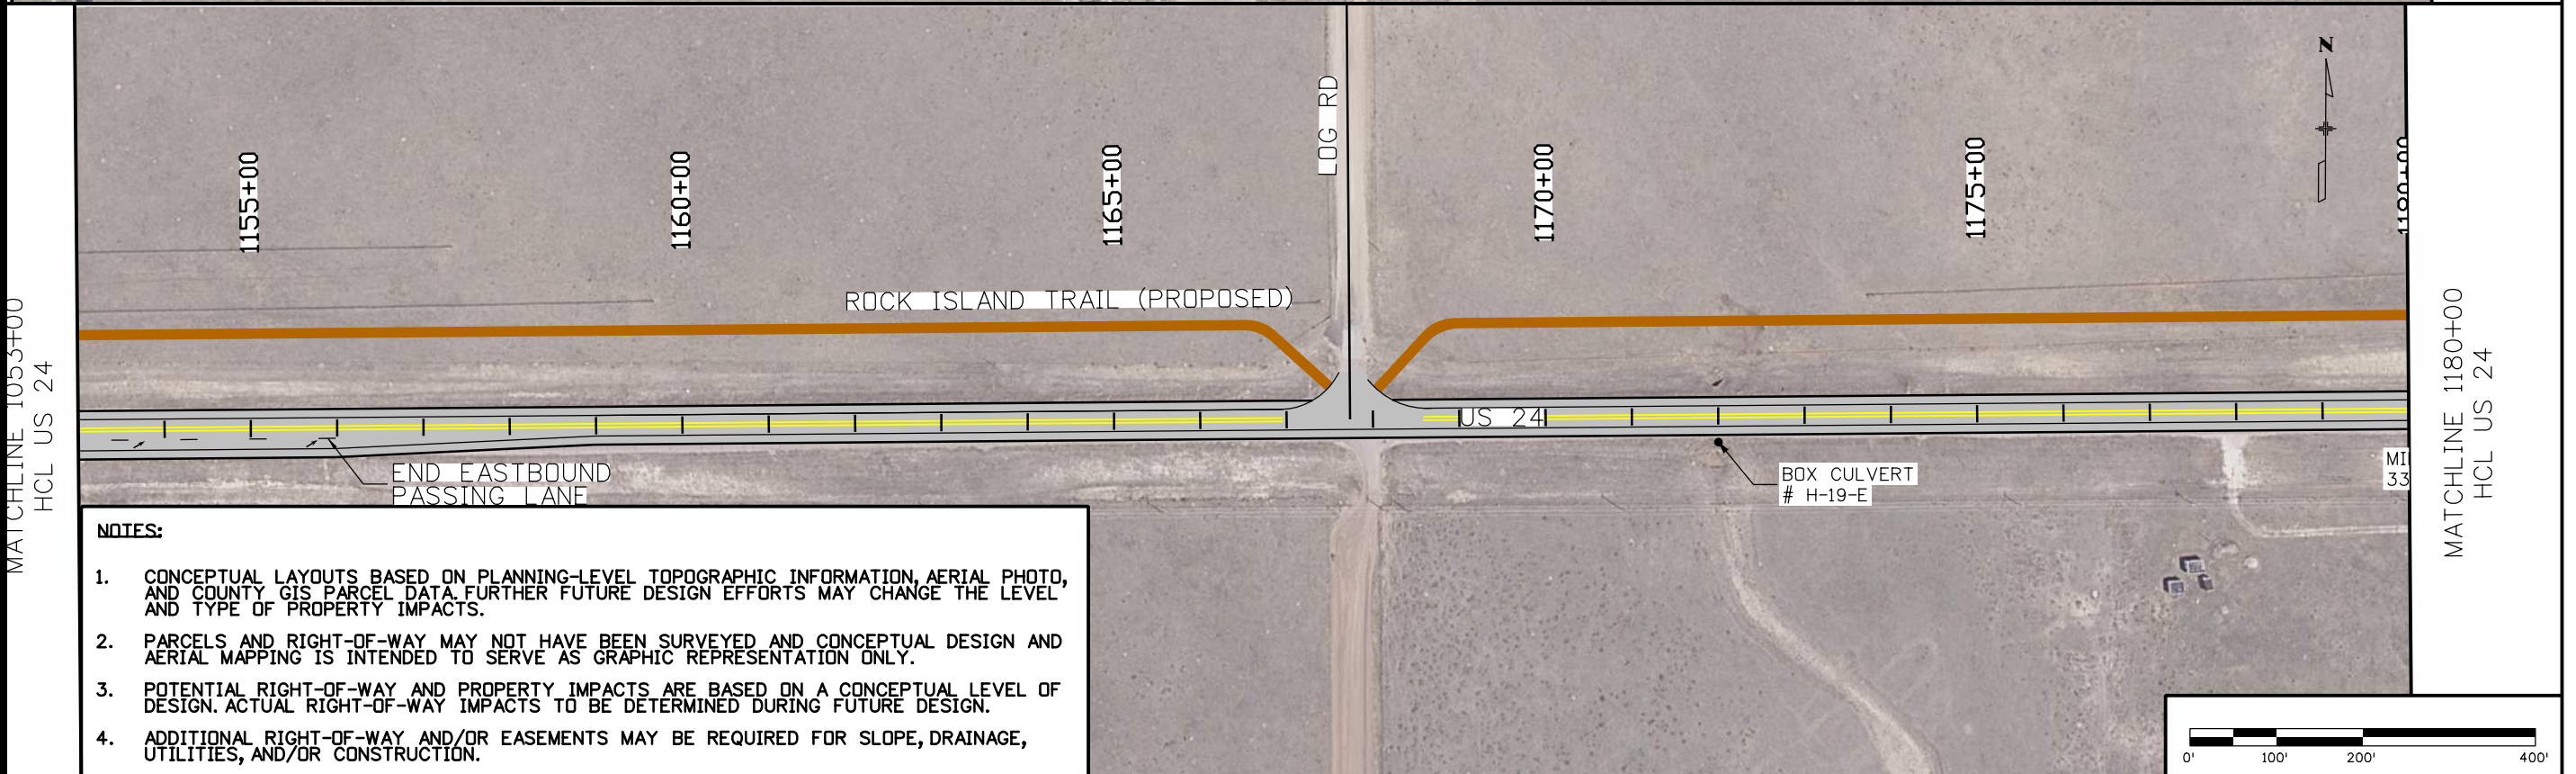 N
LOG RD
1155+00
1160+00
1165+00
1170+00
1175+00
1180+00
ROCK ISLAND TRAIL (PROPOSED)
MATCHLINE 1053+00
HCL US 24
MATCHLINE 1180+00
HCL US 24
US 24
END EASTBOUND
PASSING LANE
BOX CULVERT
# H-19-E
MI
33
NOTES:
1. CONCEPTUAL LAYOUTS BASED ON PLANNING-LEVEL TOPOGRAPHIC INFORMATION, AERIAL PHOTO,
AND COUNTY GIS PARCEL DATA. FURTHER FUTURE DESIGN EFFORTS MAY CHANGE THE LEVEL
AND TYPE OF PROPERTY IMPACTS.
2. PARCELS AND RIGHT-OF-WAY MAY NOT HAVE BEEN SURVEYED AND CONCEPTUAL DESIGN AND
AERIAL MAPPING IS INTENDED TO SERVE AS GRAPHIC REPRESENTATION ONLY.
3. POTENTIAL RIGHT-OF-WAY AND PROPERTY IMPACTS ARE BASED ON A CONCEPTUAL LEVEL OF
DESIGN. ACTUAL RIGHT-OF-WAY IMPACTS TO BE DETERMINED DURING FUTURE DESIGN.
4. ADDITIONAL RIGHT-OF-WAY AND/OR EASEMENTS MAY BE REQUIRED FOR SLOPE, DRAINAGE,
UTILITIES, AND/OR CONSTRUCTION.
0' 100' 200' 400'